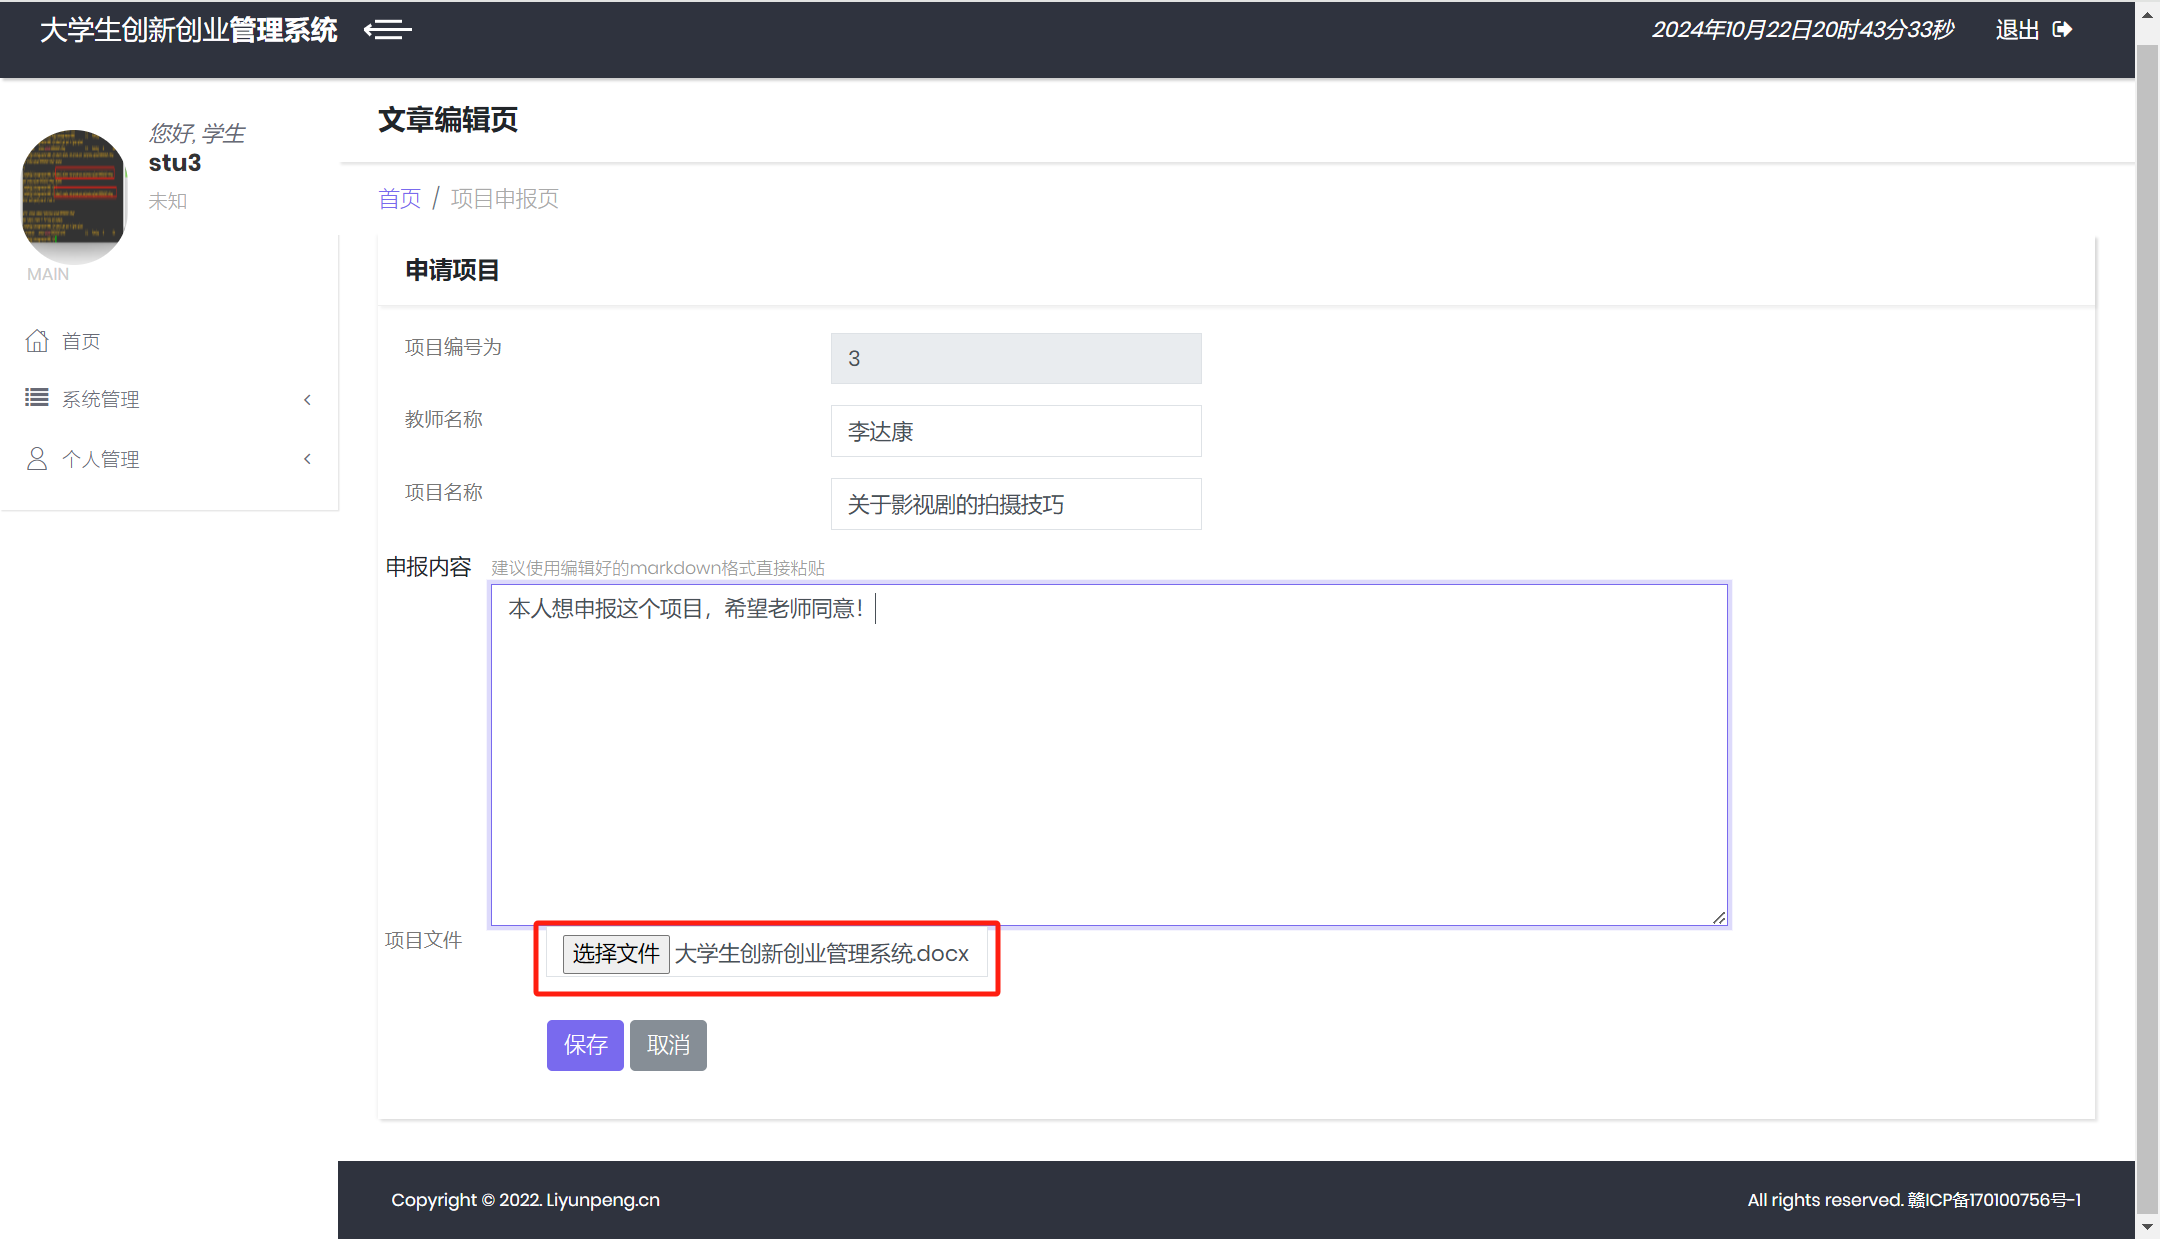 大学生创新创业管理系统
2024年10月22日20时43分33秒 退出
您好, 学生
stu3
未知
MAIN
首页
系统管理
个人管理
文章编辑页
首页 / 项目申报页
申请项目
项目编号为 3
教师名称 李达康
项目名称 关于影视剧的拍摄技巧
申报内容 建议使用编辑好的markdown格式直接粘贴
本人想申报这个项目，希望老师同意！
项目文件 选择文件 大学生创新创业管理系统.docx
保存 取消
Copyright © 2022. Liyunpeng.cn
All rights reserved. 赣ICP备170100756号-1